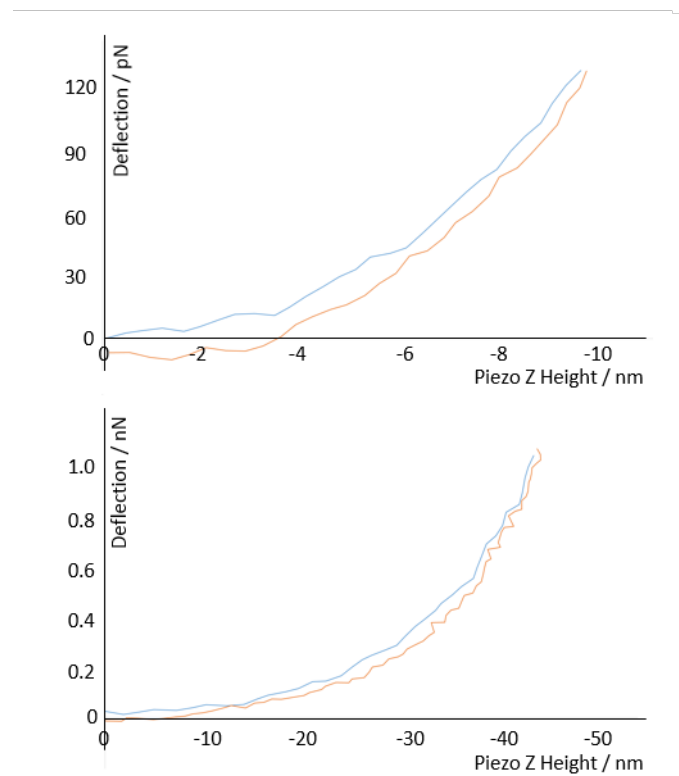 Deflection / pN
120
90
60
30
0
0 -2 -4 -6 -8 -10
Piezo Z Height / nm
Deflection / nN
1.0
0.8
0.6
0.4
0.2
0
0 -10 -20 -30 -40 -50
Piezo Z Height / nm